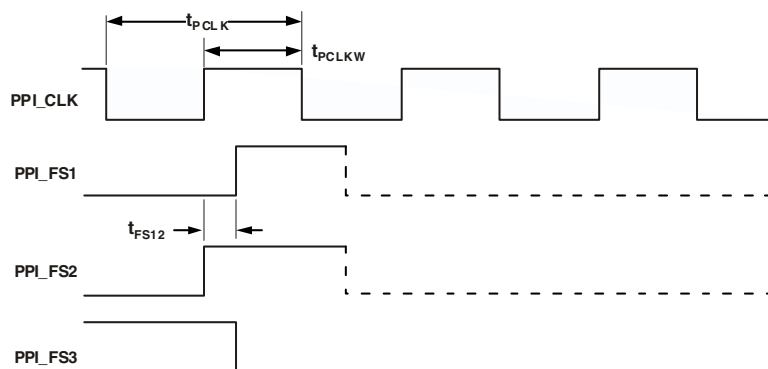 tPCLK
tPCLKW
PPI_CLK
PPI_FS1
tFS12
PPI_FS2
PPI_FS3